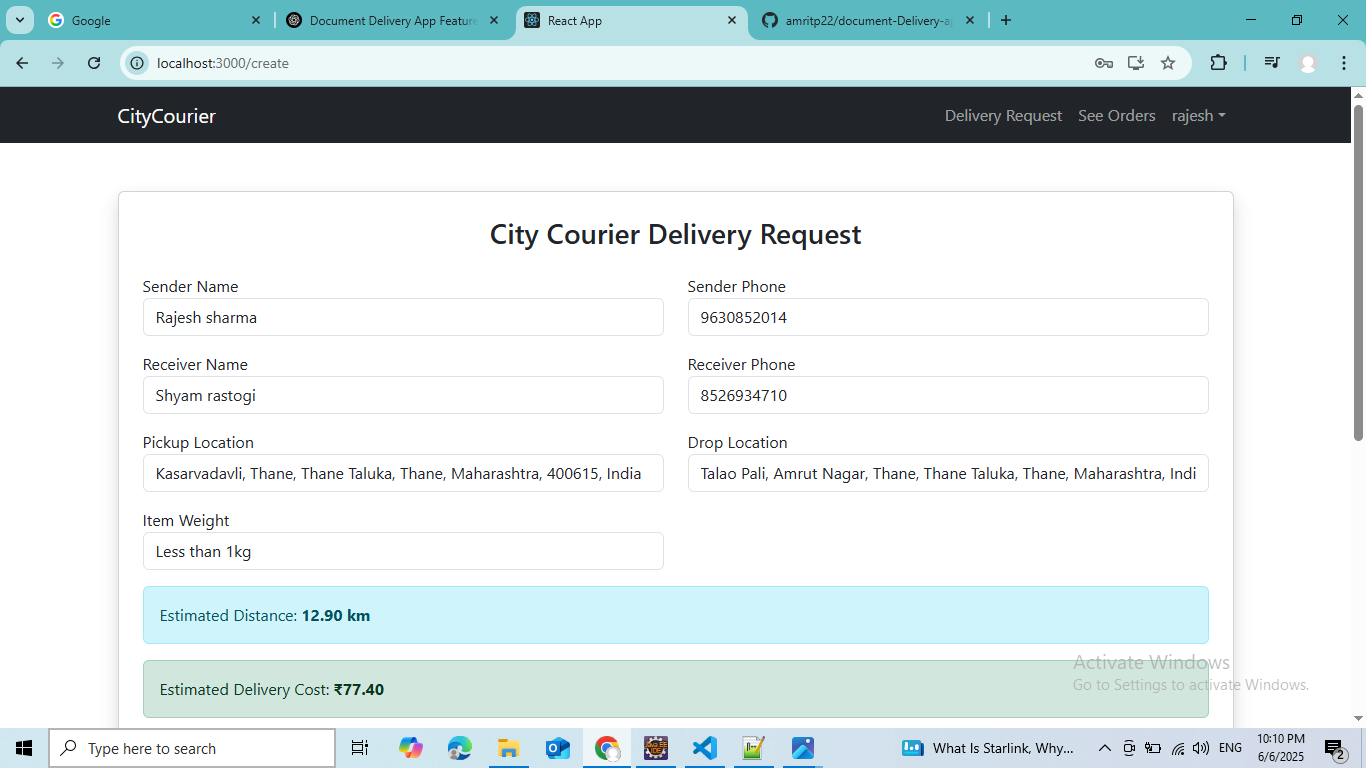 Google
Document Delivery App Feature
React App
amritp22/document-Delivery-a
localhost:3000/create
CityCourier
Delivery Request
See Orders
rajesh
City Courier Delivery Request
Sender Name
Sender Phone
Rajesh sharma
9630852014
Receiver Name
Receiver Phone
Shyam rastogi
8526934710
Pickup Location
Drop Location
Kasarvadavli, Thane, Thane Taluka, Thane, Maharashtra, 400615, India
Talao Pali, Amrut Nagar, Thane, Thane Taluka, Thane, Maharashtra, Indi
Item Weight
Less than 1kg
Estimated Distance: 12.90 km
Estimated Delivery Cost: ₹77.40
Activate Windows
Go to Settings to activate Windows.
Type here to search
What Is Starlink, Why...
ENG
10:10 PM
6/6/2025
2